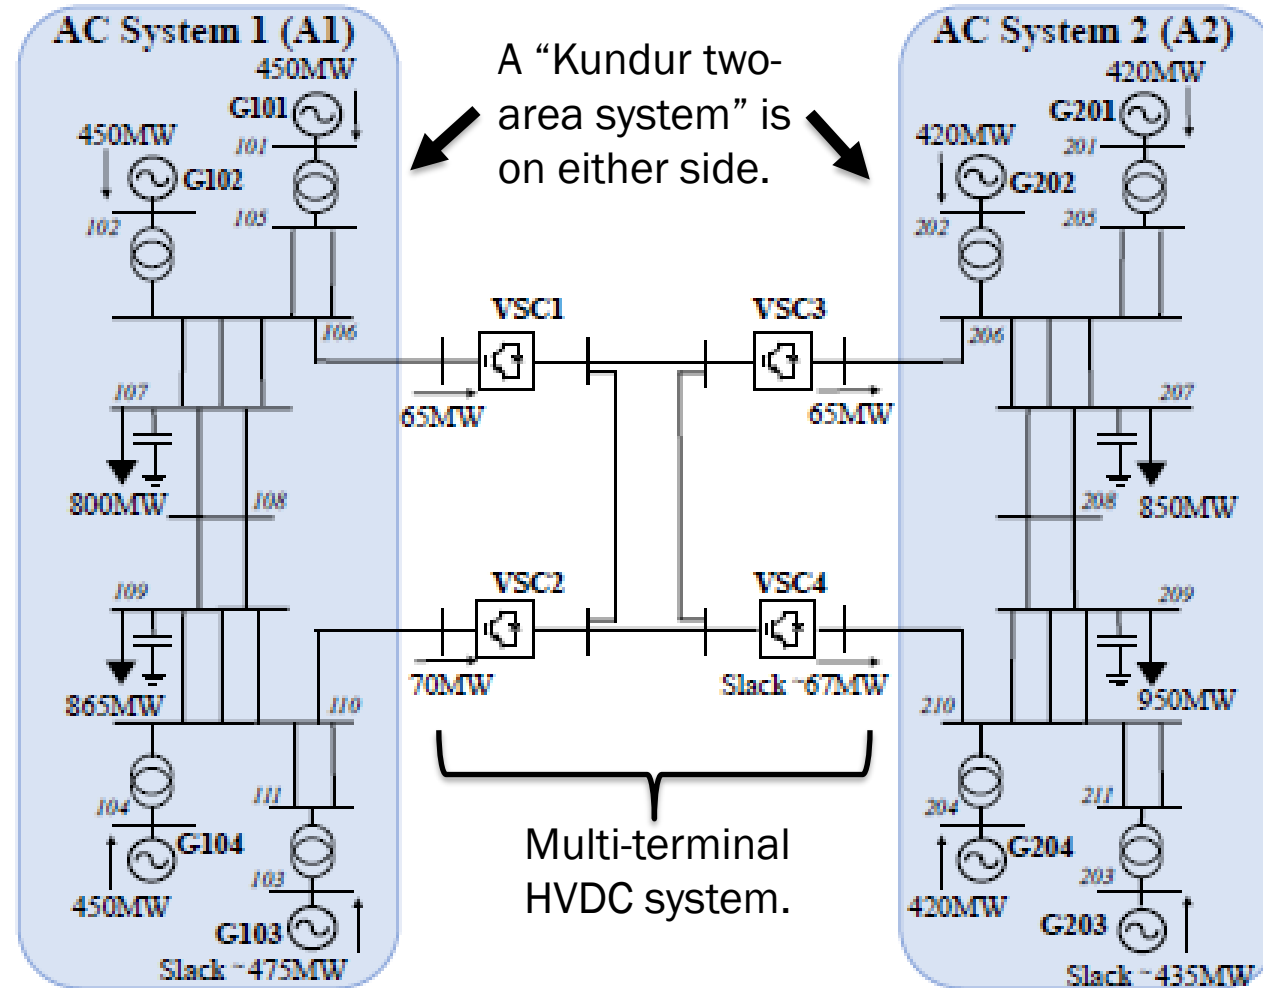 AC System 1 (A1)
450MW
G101
450MW
101
G102
102
105
106
107
800MW
108
109
865MW
110
104
111
G104
103
450MW
G103
Slack ~475MW
A “Kundur two-
area system” is
on either side.
VSC1
VSC3
65MW
65MW
VSC2
VSC4
70MW
Slack ~67MW
Multi-terminal
HVDC system.
AC System 2 (A2)
420MW
G201
420MW
201
G202
202
205
206
207
208
850MW
209
950MW
210
204
211
G204
203
420MW
G203
Slack ~435MW